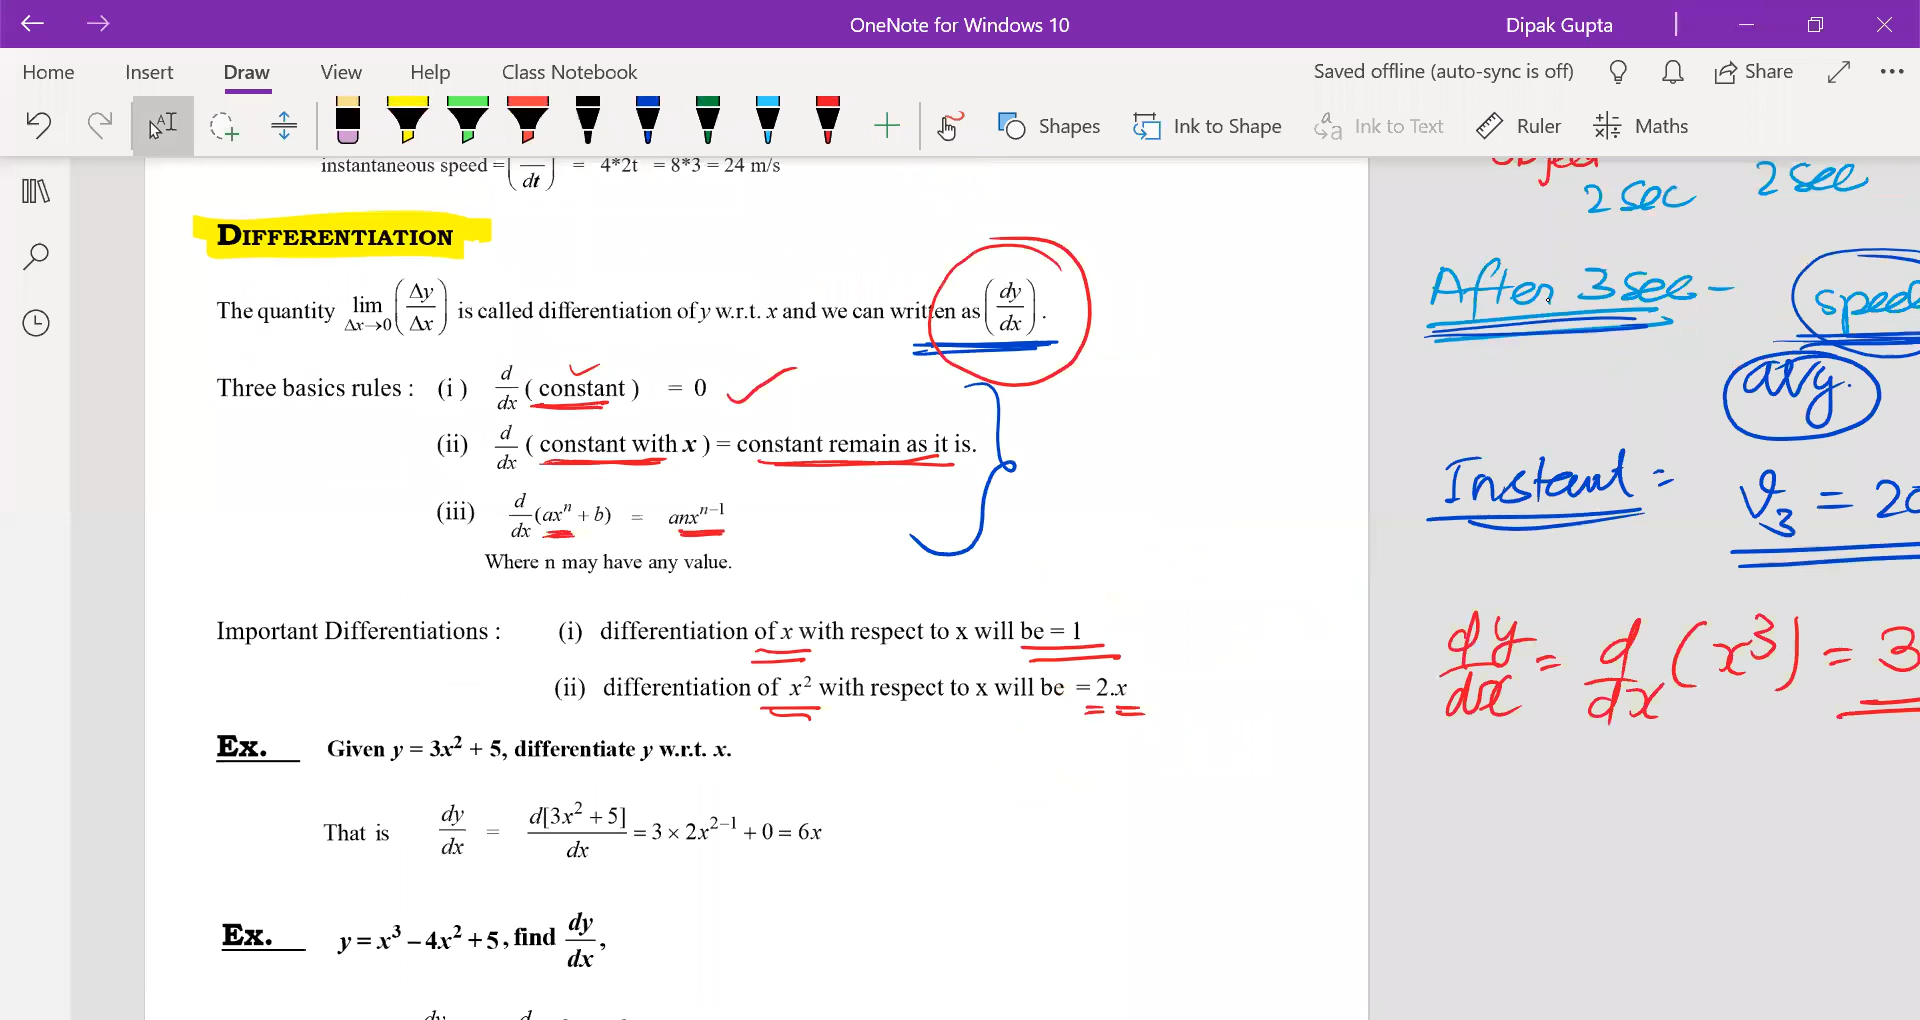 OneNote for Windows 10
Dipak Gupta
Home Insert Draw View Help Class Notebook
Saved offline (auto-sync is off) Share
Shapes Ink to Shape Ink to Text Ruler Maths
instantaneous speed = ( / dt ) = 4*2t = 8*3 = 24 m/s
DIFFERENTIATION
The quantity lim Δx→0 (Δy/Δx) is called differentiation of y w.r.t. x and we can written as (dy/dx).
Three basics rules : (i ) d/dx ( constant ) = 0
(ii) d/dx ( constant with x ) = constant remain as it is.
(iii) d/dx (axⁿ + b) = anxⁿ⁻¹
Where n may have any value.
Important Differentiations : (i) differentiation of x with respect to x will be = 1
(ii) differentiation of x² with respect to x will be = 2.x
Ex. Given y = 3x² + 5, differentiate y w.r.t. x.
That is dy/dx = d[3x² + 5]/dx = 3 × 2x²⁻¹ + 0 = 6x
Ex. y = x³ – 4x² + 5, find dy/dx,
2 sec 2 sec
After 3 sec – speed
avg.
Instant = v₃ = 20
dy/dx = d/dx (x³) = 3